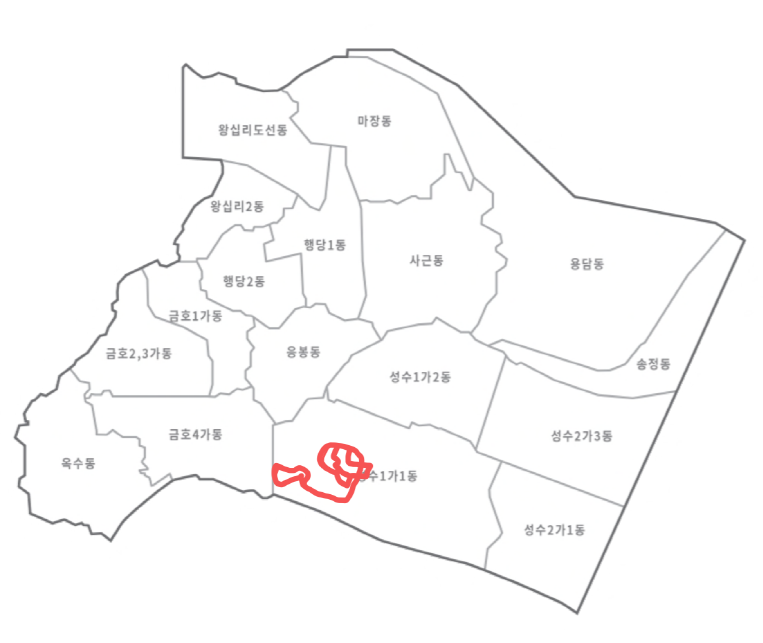 마장동
왕십리도선동
왕십리2동
행당1동
사근동
용답동
행당2동
금호1가동
금호2,3가동
응봉동
송정동
성수1가2동
금호4가동
성수2가3동
옥수동
수1가1동
성수2가1동